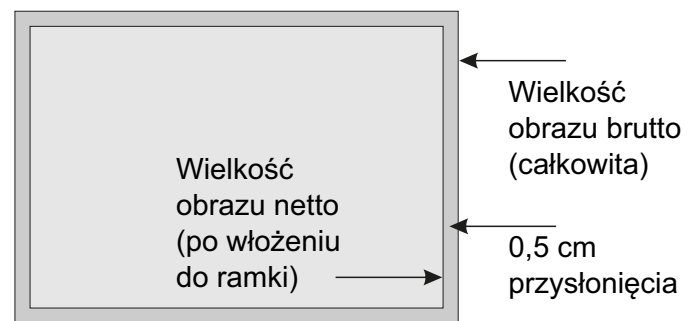 Wielkość
obrazu brutto
(całkowita)
Wielkość
obrazu netto
(po włożeniu
do ramki)
0,5 cm
przysłonięcia